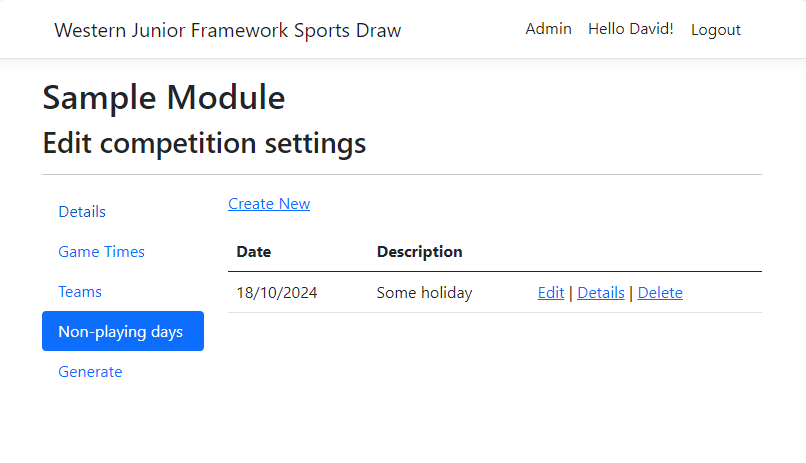 Western Junior Framework Sports Draw Admin Hello David! Logout
Sample Module
Edit competition settings
Details
Game Times
Teams
Non-playing days
Generate
Create New
Date Description
18/10/2024 Some holiday Edit | Details | Delete